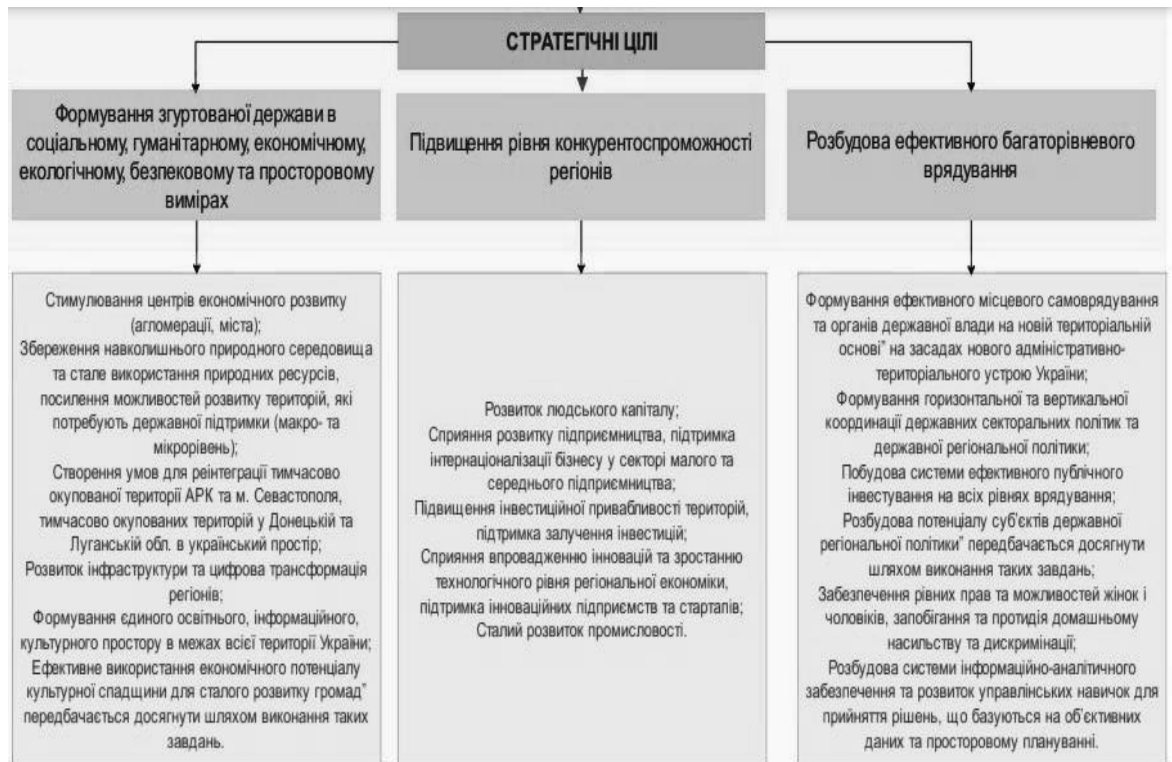 СТРАТЕГІЧНІ ЦІЛІ
Формування згуртованої держави в
соціальному, гуманітарному, економічному,
екологічному, безпековому та просторовому
вимірах
Підвищення рівня конкурентоспроможності
регіонів
Розбудова ефективного багаторівневого
врядування
Стимулювання центрів економічного розвитку
(агломерації, міста);
Збереження навколишнього природного середовища
та стале використання природних ресурсів,
посилення можливостей розвитку територій, які
потребують державної підтримки (макро- та
мікрорівень);
Створення умов для реінтеграції тимчасово
окупованої території АРК та м. Севастополя,
тимчасово окупованих територій у Донецькій та
Луганській обл. в український простір;
Розвиток інфраструктури та цифрова трансформація
регіонів;
Формування єдиного освітнього, інформаційного,
культурного простору в межах всієї території України;
Ефективне використання економічного потенціалу
культурної спадщини для сталого розвитку громад"
передбачається досягнути шляхом виконання таких
завдань.
Розвиток людського капіталу;
Сприяння розвитку підприємництва, підтримка
інтернаціоналізації бізнесу у секторі малого та
середнього підприємництва;
Підвищення інвестиційної привабливості територій,
підтримка залучення інвестицій;
Сприяння впровадженню інновацій та зростанню
технологічного рівня регіональної економіки,
підтримка інноваційних підприємств та стартапів;
Сталий розвиток промисловості.
Формування ефективного місцевого самоврядування
та органів державної влади на новій територіальній
основі" на засадах нового адміністративно-
територіального устрою України;
Формування горизонтальної та вертикальної
координації державних секторальних політик та
державної регіональної політики;
Побудова системи ефективного публічного
інвестування на всіх рівнях врядування;
Розбудова потенціалу суб'єктів державної
регіональної політики" передбачається досягнути
шляхом виконання таких завдань;
Забезпечення рівних прав та можливостей жінок і
чоловіків, запобігання та протидія домашньому
насильству та дискримінації;
Розбудова системи інформаційно-аналітичного
забезпечення та розвиток управлінських навичок для
прийняття рішень, що базуються на об'єктивних
даних та просторовому плануванні.